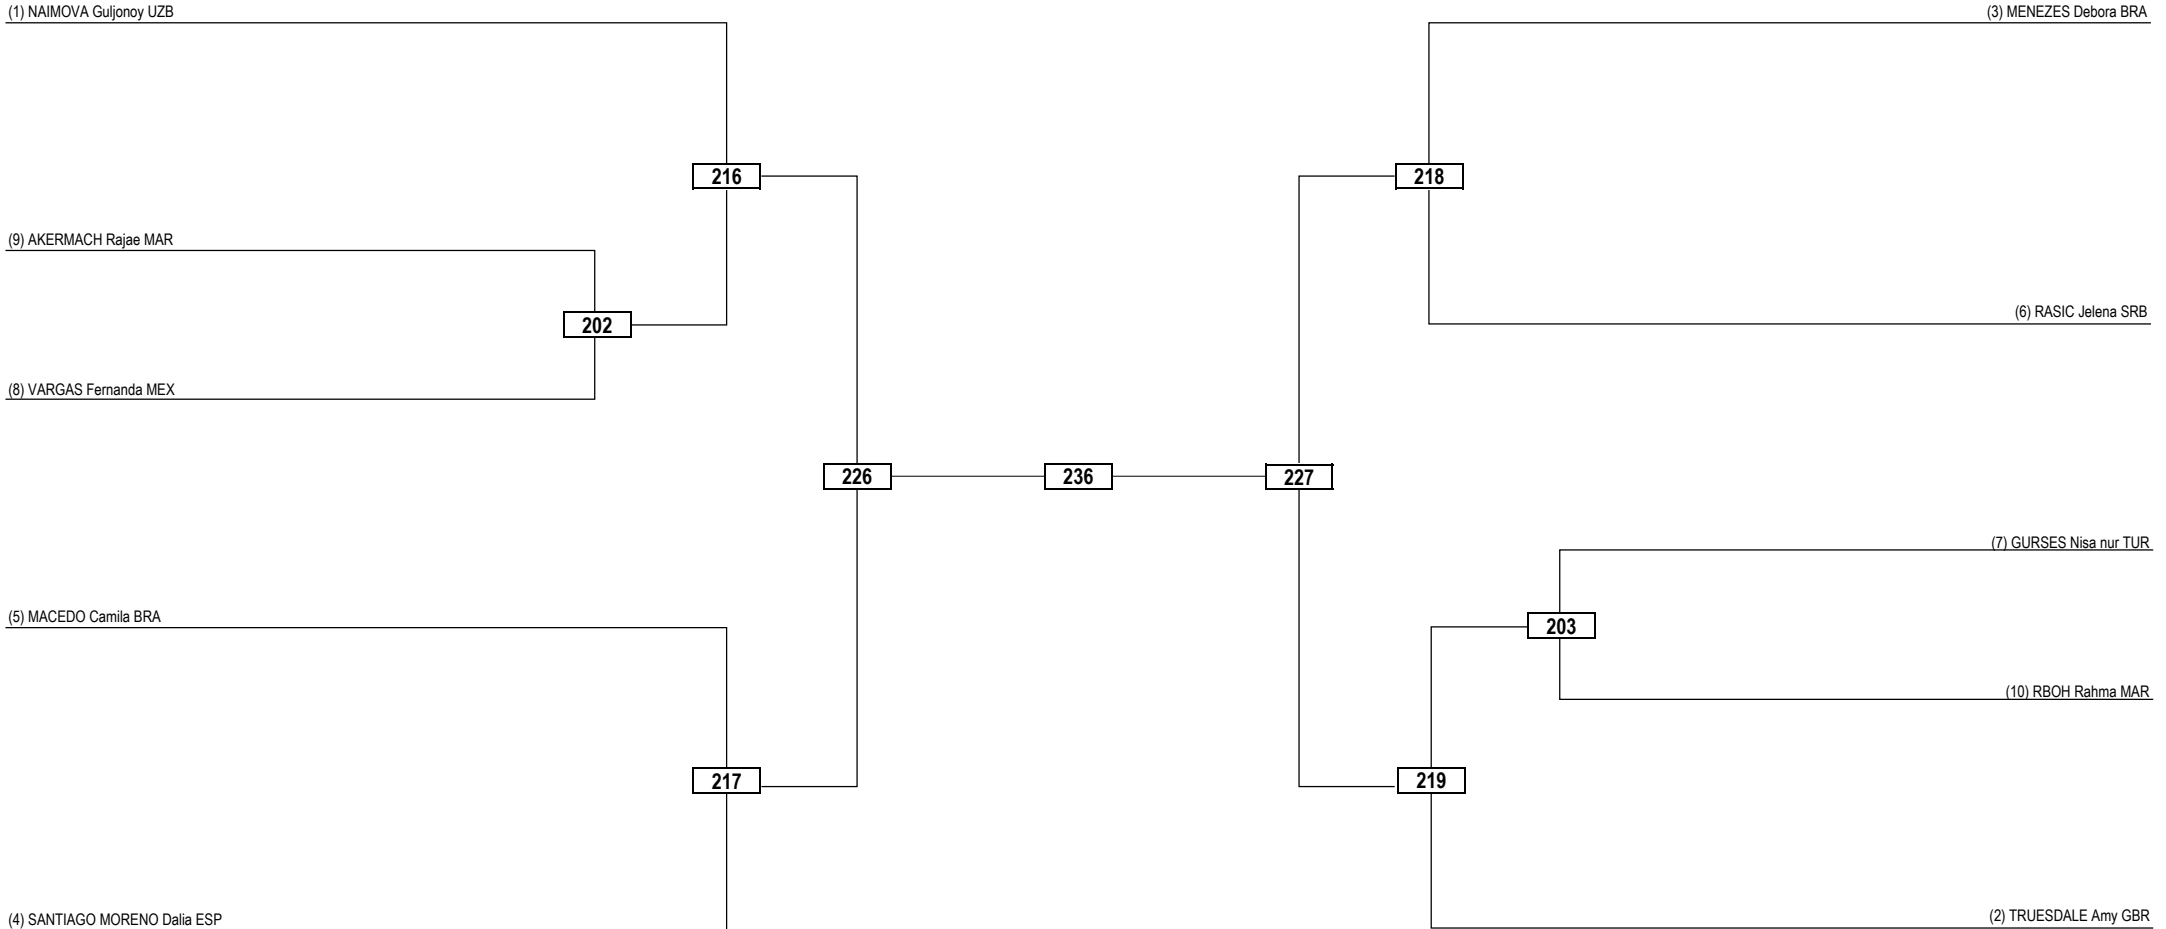 (1) NAIMOVA Guljonoy UZB
(3) MENEZES Debora BRA
216
218
(9) AKERMACH Rajae MAR
(6) RASIC Jelena SRB
202
(8) VARGAS Fernanda MEX
226
236
227
(7) GURSES Nisa nur TUR
(5) MACEDO Camila BRA
203
(10) RBOH Rahma MAR
217
219
(4) SANTIAGO MORENO Dalia ESP
(2) TRUESDALE Amy GBR